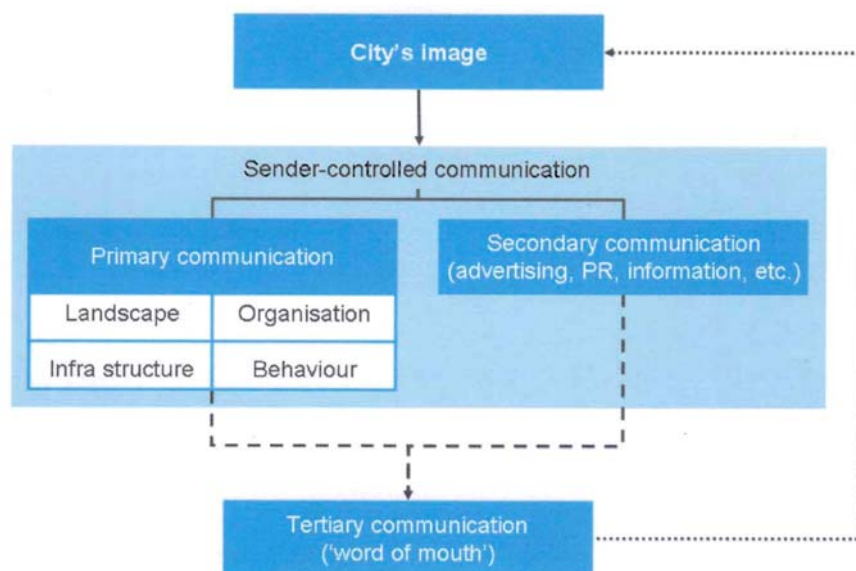 City's image
Sender-controlled communication
Primary communication
Secondary communication
(advertising, PR, information, etc.)
Landscape
Organisation
Infra structure
Behaviour
Tertiary communication
('word of mouth')